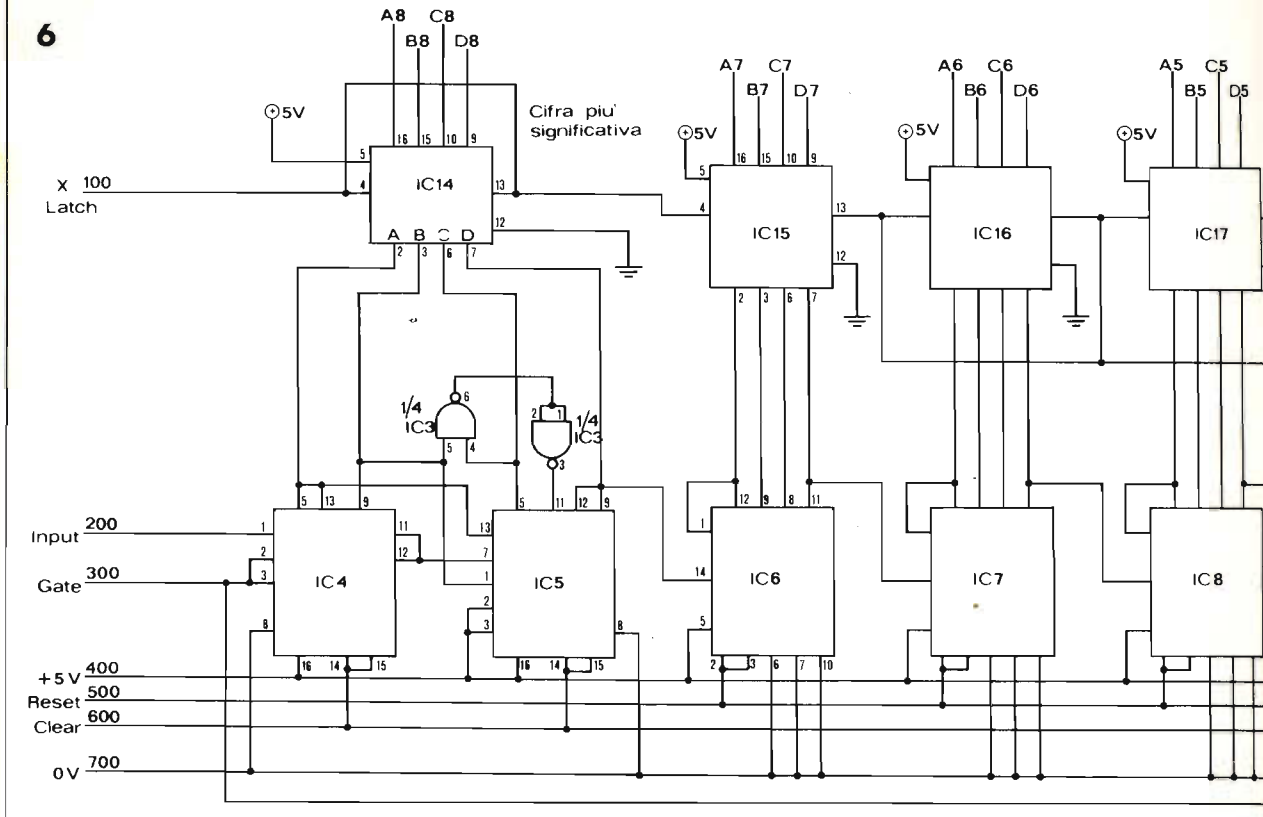 6
A8 C8
B8 D8
A7 C7
B7 D7
A6 C6
B6 D6
A5 C5
B5 D5
⊕5V
Cifra piu'
significativa
⊕5V
⊕5V
⊕5V
16 15 10 9
5
4
IC14
13
12
A B C D
2 3 6 7
X 100
Latch
16 15 10 9
5
4
IC15
13
12
2 3 6 7
IC16
IC17
1/4
IC3
6
5 4
1/4
IC3
2 1
3
5 13 9
1
2
3
8
11
12
IC4
16 14 15
5 11 12 9
13
7
1
2
3
8
IC5
16 14 15
12 9 8 11
1
14
5
IC6
2 3 6 7 10
IC7
IC8
Input 200
Gate 300
+5V 400
Reset 500
Clear 600
0V 700